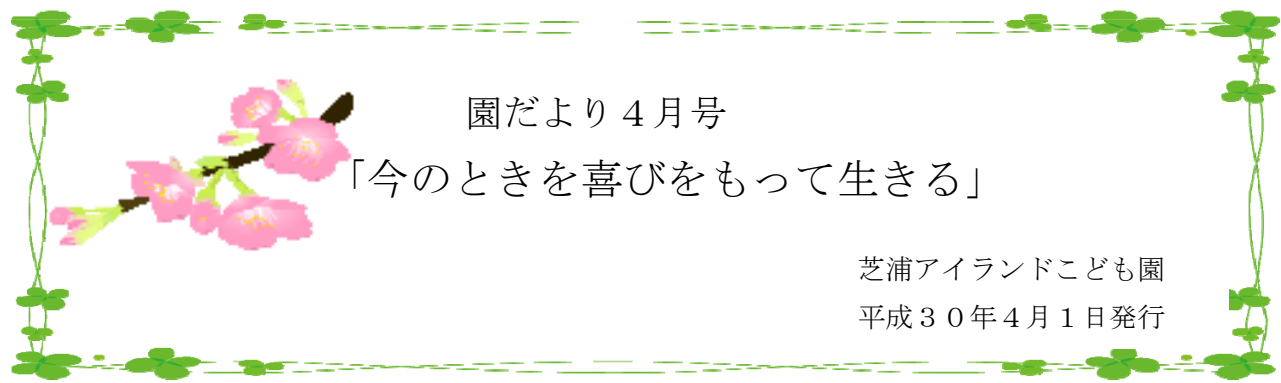 園だより４月号
「今のときを喜びをもって生きる」
芝浦アイランドこども園
平成３０年４月１日発行